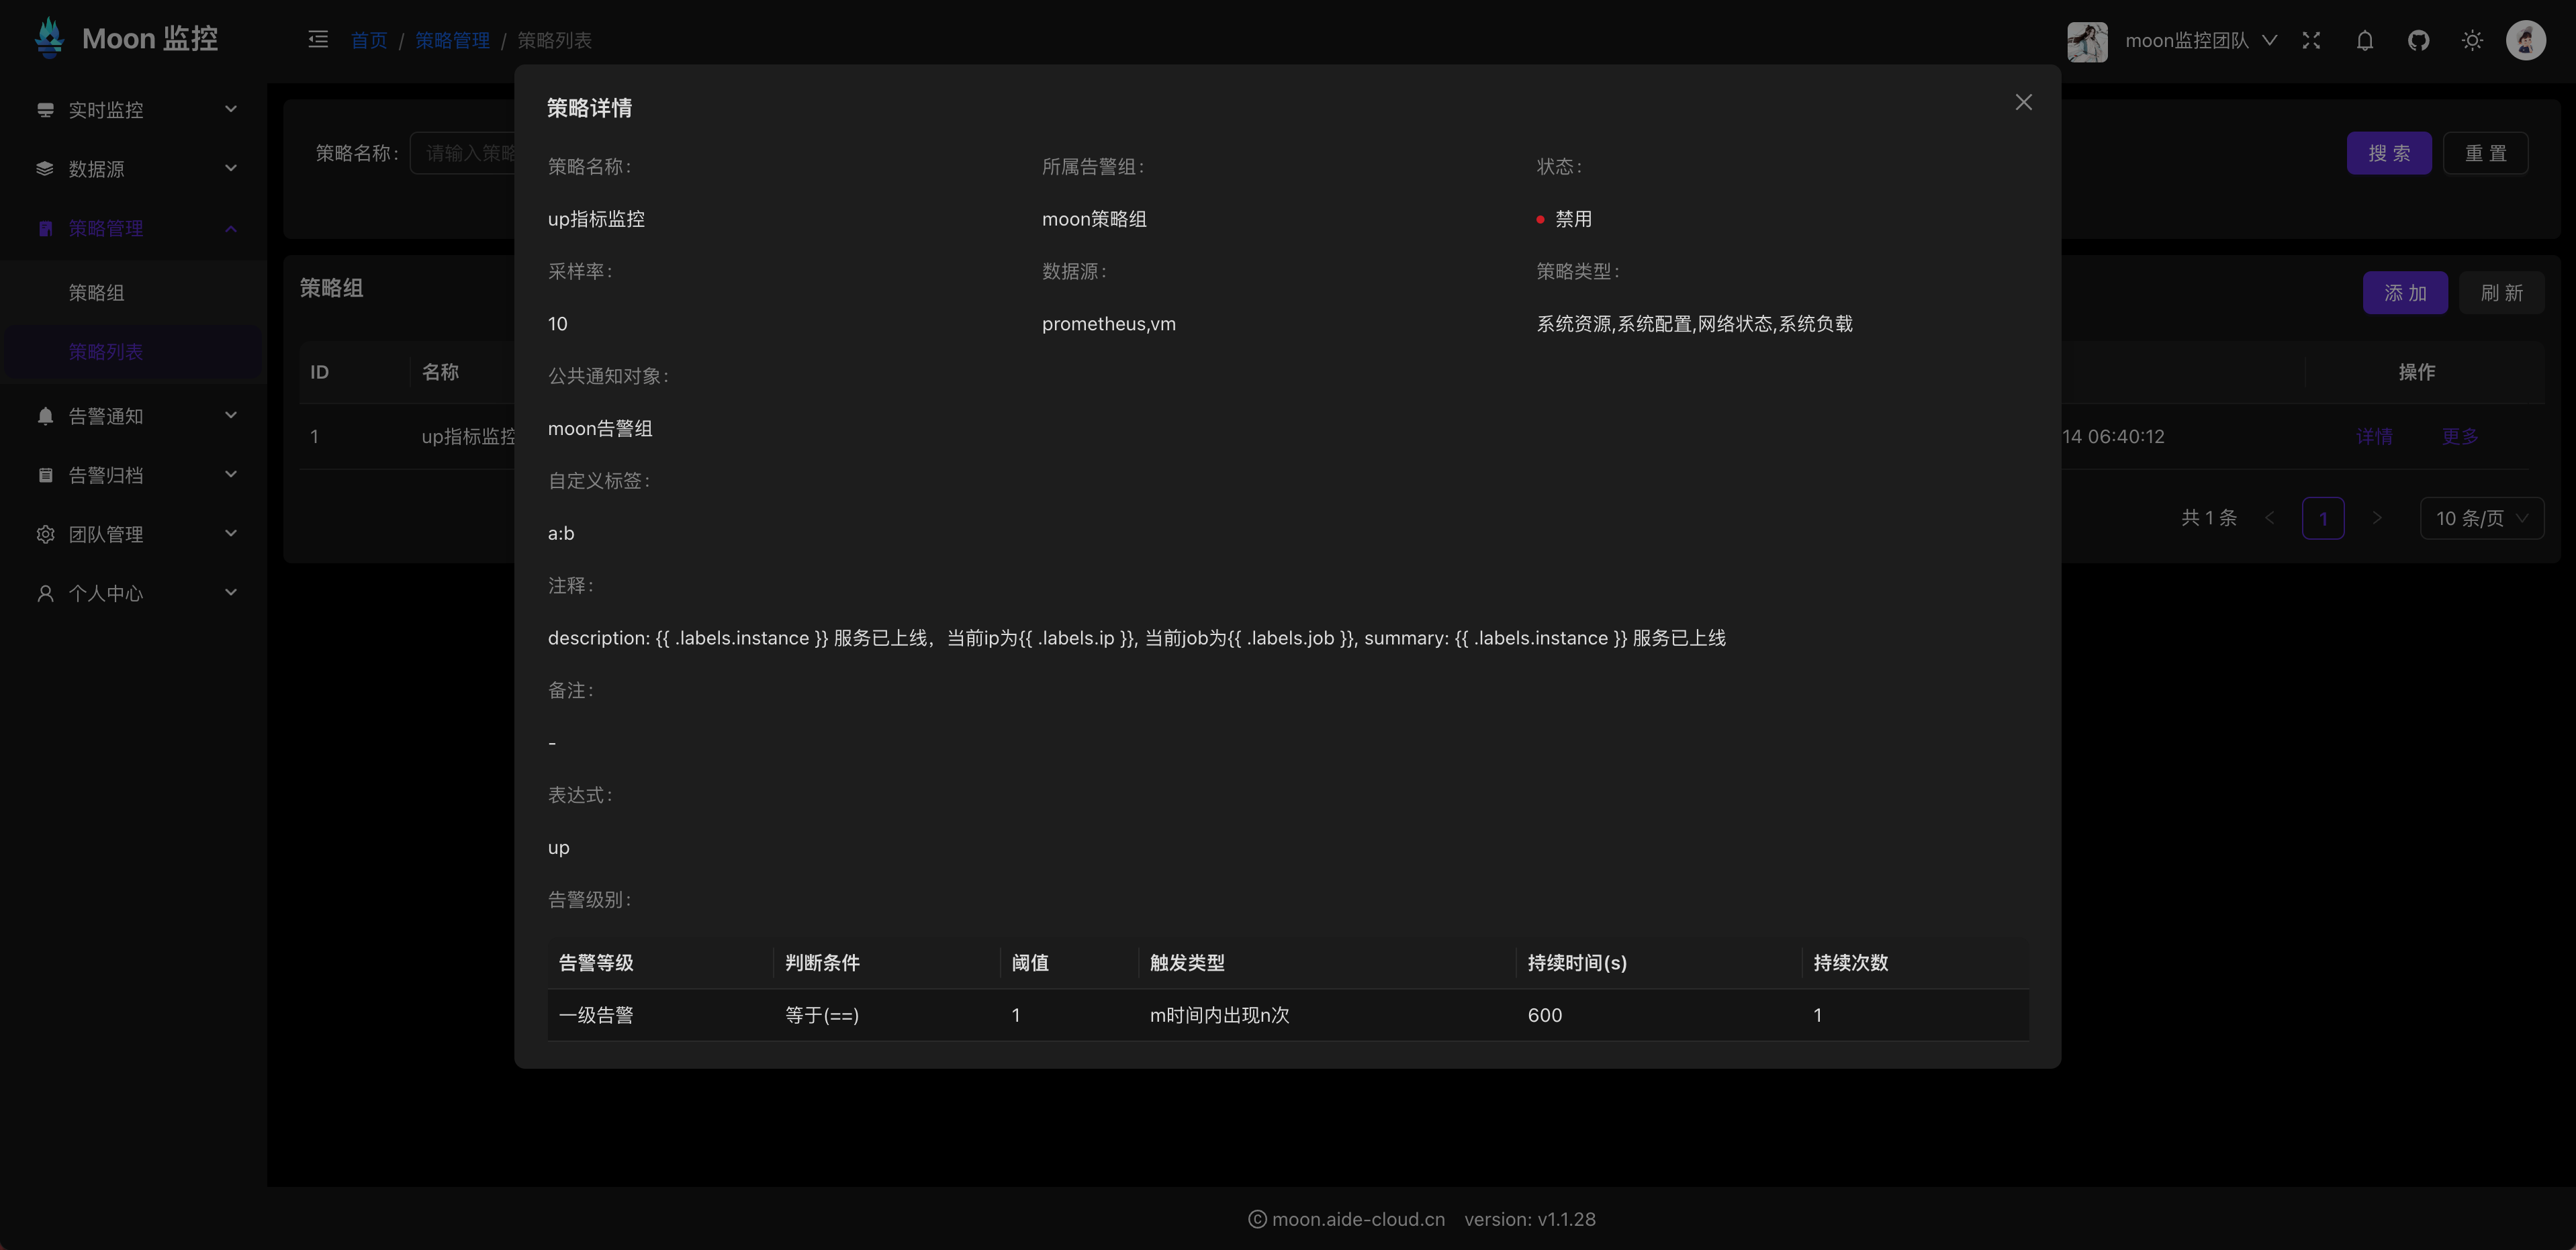 Moon 监控
首页 / 策略管理 / 策略列表
moon监控团队
实时监控
数据源
策略管理
策略组
策略列表
告警通知
告警归档
团队管理
个人中心
策略名称:
请输入策略
搜 索
重 置
策略组
添 加
刷 新
ID 名称 操作
1 up指标监控 14 06:40:12 详情 更多
共 1 条 1 10 条/页
策略详情
策略名称: 所属告警组: 状态:
up指标监控 moon策略组 禁用
采样率: 数据源: 策略类型:
10 prometheus,vm 系统资源,系统配置,网络状态,系统负载
公共通知对象:
moon告警组
自定义标签:
a:b
注释:
description: {{ .labels.instance }} 服务已上线，当前ip为{{ .labels.ip }}, 当前job为{{ .labels.job }}, summary: {{ .labels.instance }} 服务已上线
备注:
-
表达式:
up
告警级别:
告警等级 判断条件 阈值 触发类型 持续时间(s) 持续次数
一级告警 等于(==) 1 m时间内出现n次 600 1
© moon.aide-cloud.cn version: v1.1.28